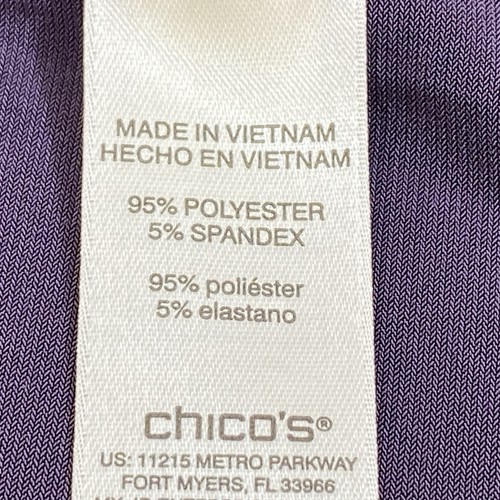 MADE IN VIETNAM
HECHO EN VIETNAM
95% POLYESTER
5% SPANDEX
95% poliéster
5% elastano
chico's®
US: 11215 METRO PARKWAY
FORT MYERS, FL 33966